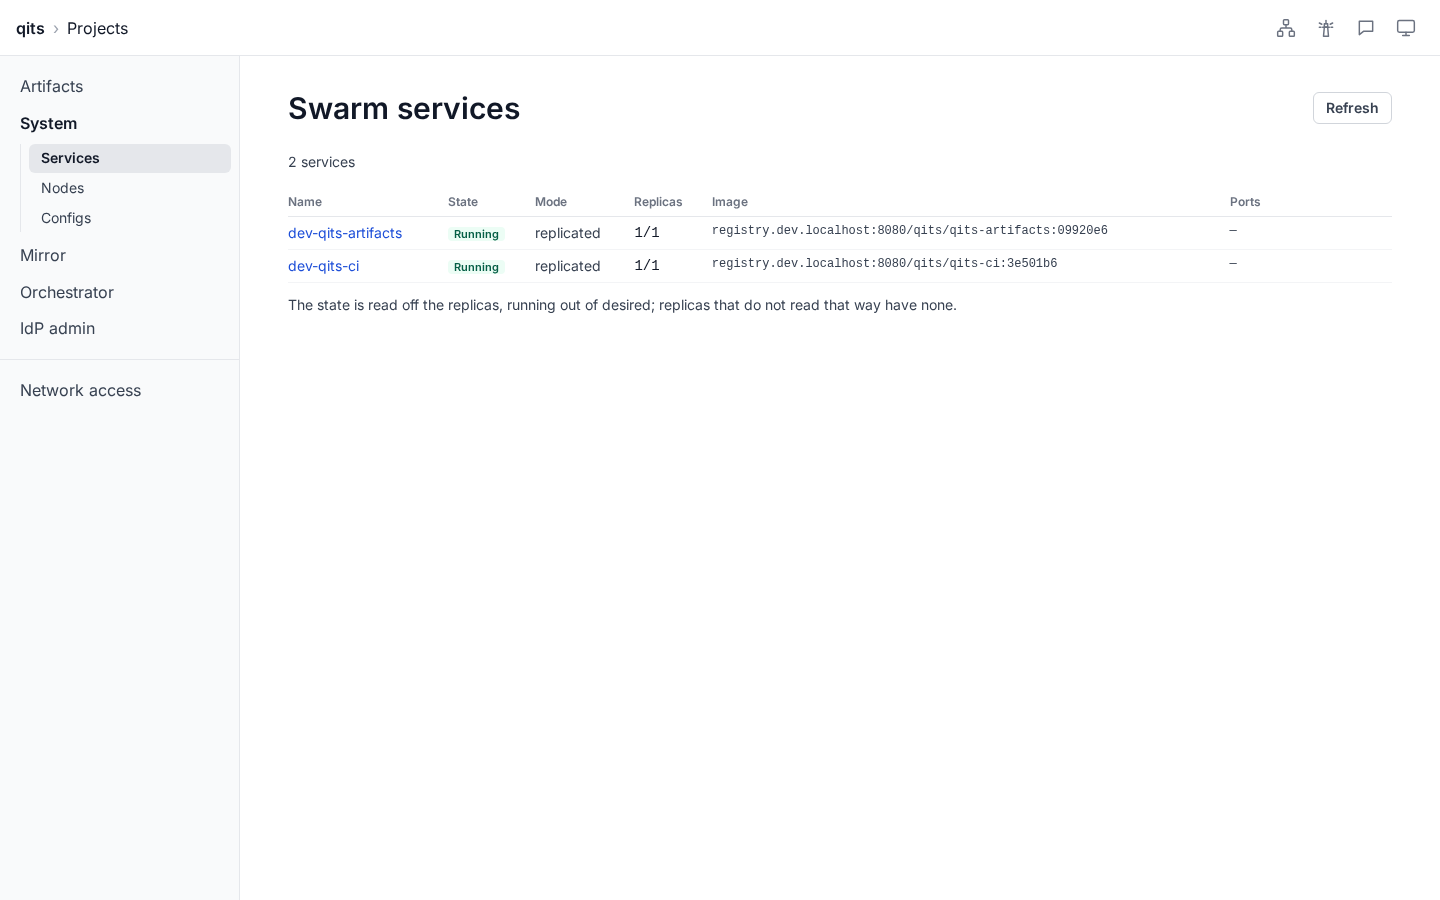 qits › Projects
Artifacts
System
Services
Nodes
Configs
Mirror
Orchestrator
IdP admin
Network access
Swarm services
Refresh
2 services
Name State Mode Replicas Image Ports
dev-qits-artifacts Running replicated 1/1 registry.dev.localhost:8080/qits/qits-artifacts:09920e6 —
dev-qits-ci Running replicated 1/1 registry.dev.localhost:8080/qits/qits-ci:3e501b6 —
The state is read off the replicas, running out of desired; replicas that do not read that way have none.